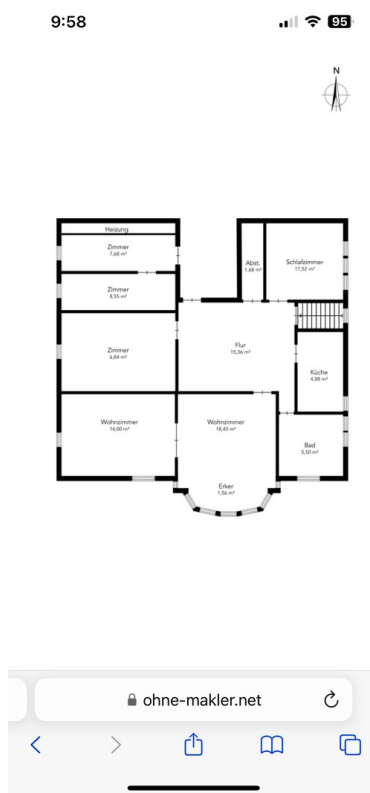 9:58
95
N
Heizung
Zimmer
7,68 m²
Zimmer
8,55 m²
Abst.
1,68 m²
Schlafzimmer
17,52 m²
Zimmer
6,84 m²
Flur
15,36 m²
Küche
4,88 m²
Wohnzimmer
14,00 m²
Wohnzimmer
18,45 m²
Bad
5,50 m²
Erker
1,56 m²
ohne-makler.net